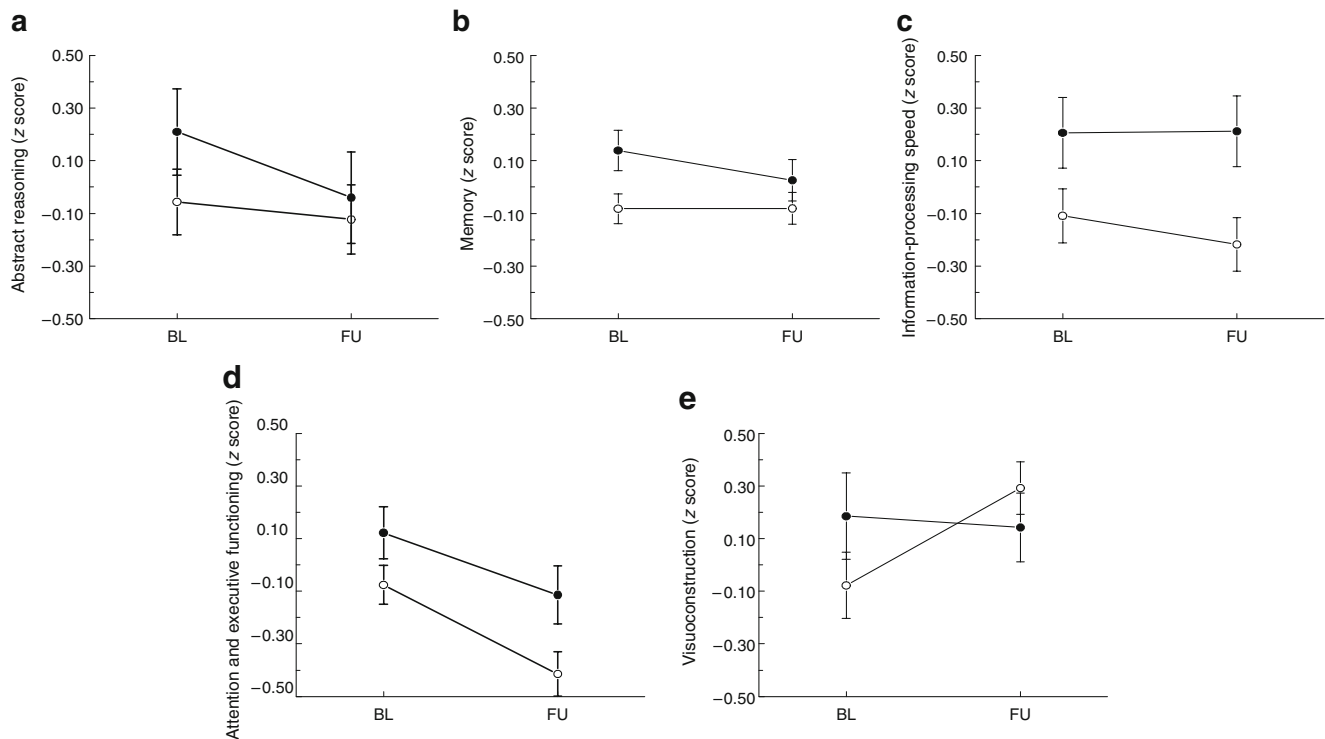 a
Abstract reasoning (z score)
0.50
0.30
0.10
−0.10
−0.30
−0.50
BL
FU
b
Memory (z score)
0.50
0.30
0.10
−0.10
−0.30
−0.50
BL
FU
c
Information-processing speed (z score)
0.50
0.30
0.10
−0.10
−0.30
−0.50
BL
FU
d
Attention and executive functioning (z score)
0.50
0.30
0.10
−0.10
−0.30
−0.50
BL
FU
e
Visuoconstruction (z score)
0.50
0.30
0.10
−0.10
−0.30
−0.50
BL
FU